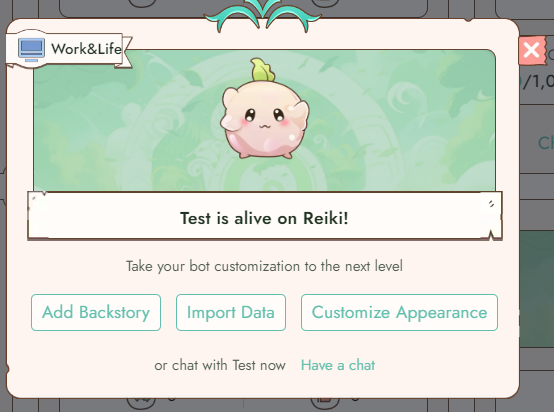 Work&Life
Test is alive on Reiki!
Take your bot customization to the next level
Add Backstory Import Data Customize Appearance
or chat with Test now Have a chat